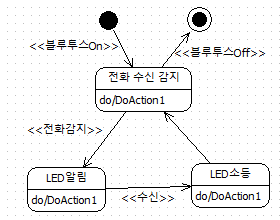 <<블루투스On>>
<<블루투스Off>>
전화 수신 감지
do/DoAction1
<<전화감지>>
LED알림
do/DoAction1
<<수신>>
LED소등
do/DoAction1